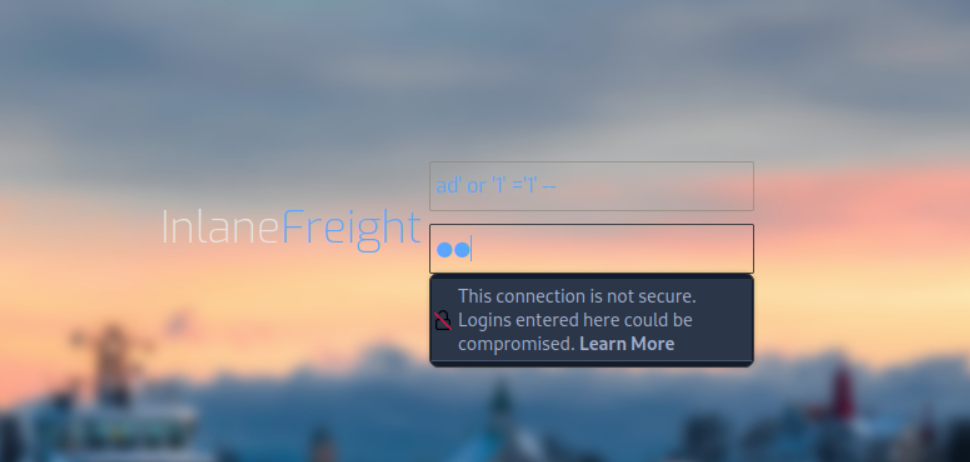 ad' or '1' ='1' --
InlaneFreight
●●
This connection is not secure.
Logins entered here could be
compromised. Learn More